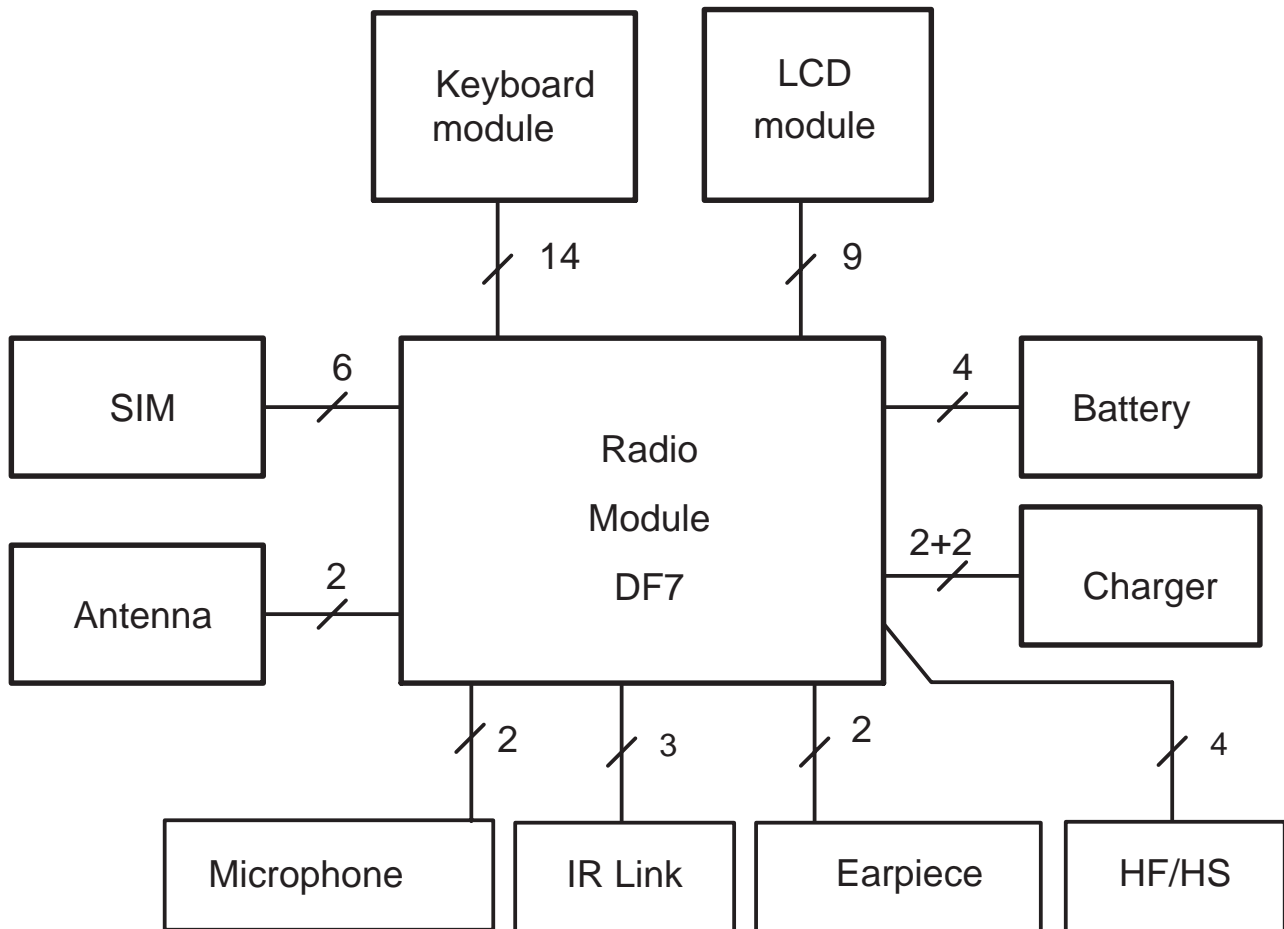 Keyboard
module
LCD
module
14
9
SIM
6
Radio
Module
DF7
4
Battery
Antenna
2
2+2
Charger
2
3
2
4
Microphone
IR Link
Earpiece
HF/HS